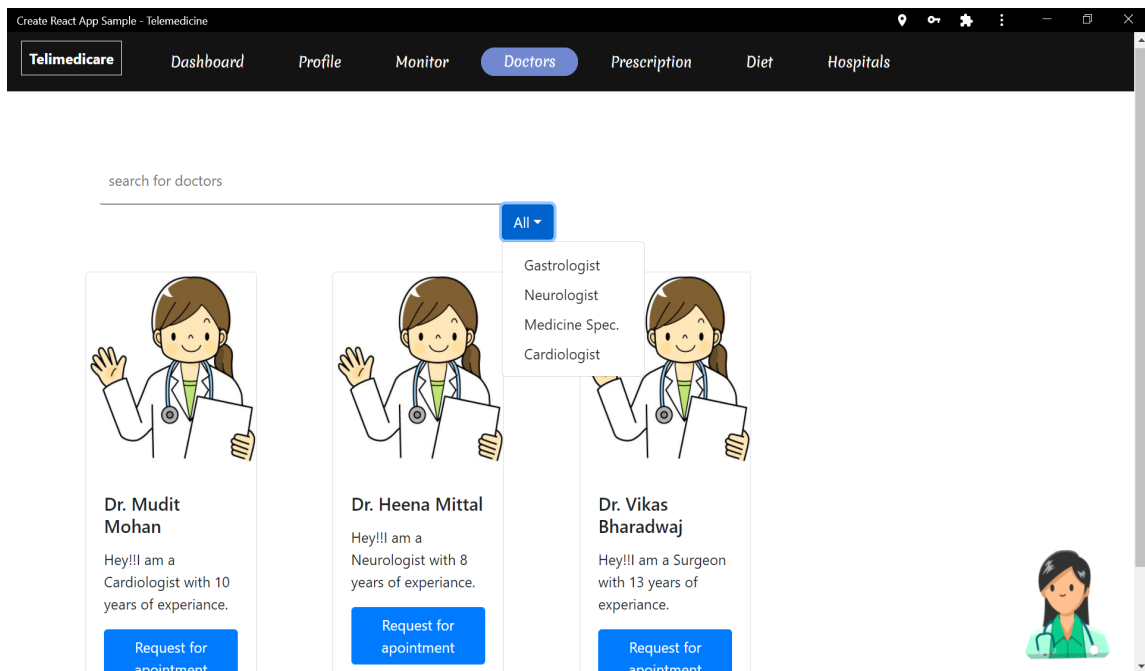 Create React App Sample - Telemedicine
Telimedicare Dashboard Profile Monitor Doctors Prescription Diet Hospitals
search for doctors
All
Gastrologist
Neurologist
Medicine Spec.
Cardiologist
Dr. Mudit
Mohan
Hey!!I am a
Cardiologist with 10
years of experiance.
Request for
apointment
Dr. Heena Mittal
Hey!!I am a
Neurologist with 8
years of experiance.
Request for
apointment
Dr. Vikas
Bharadwaj
Hey!!I am a Surgeon
with 13 years of
experiance.
Request for
apointment